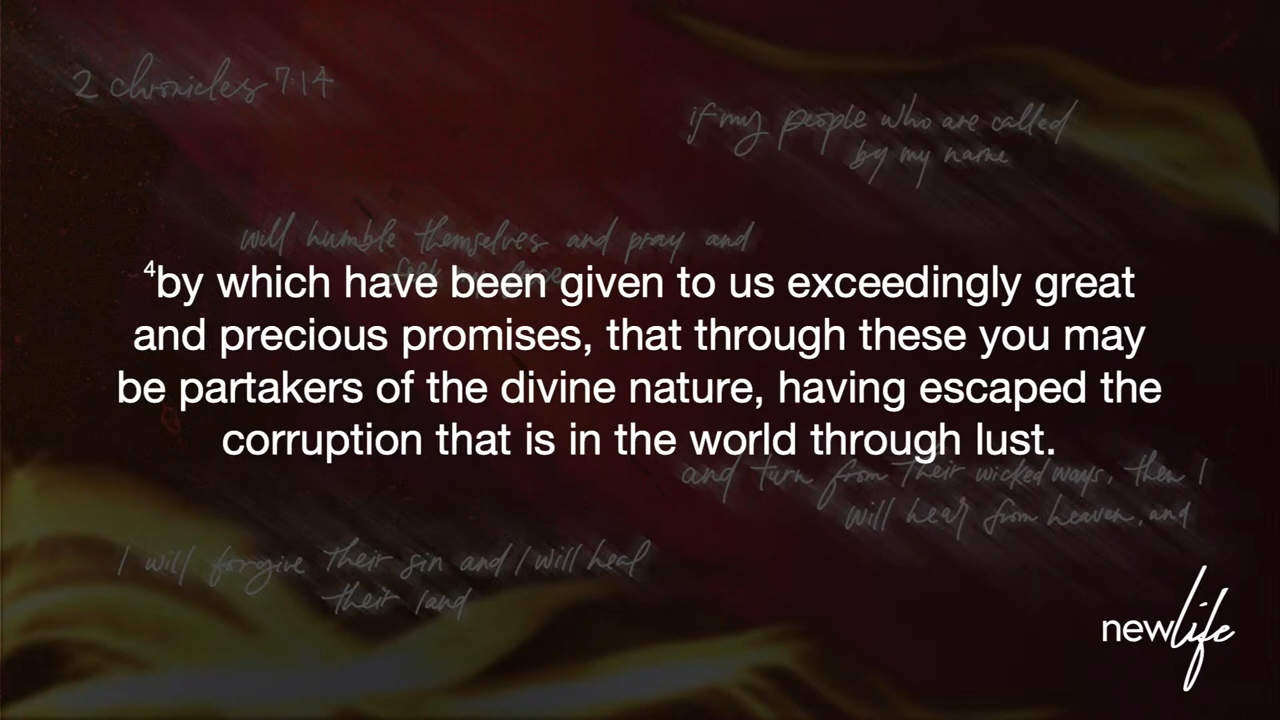 2 chronicles 7:14
if my people who are called
by my name
will humble themselves and pray and
seek my face
4by which have been given to us exceedingly great
and precious promises, that through these you may
be partakers of the divine nature, having escaped the
corruption that is in the world through lust.
and turn from their wicked ways, then I
will hear from heaven, and
I will forgive their sin and I will heal
their land
newlife